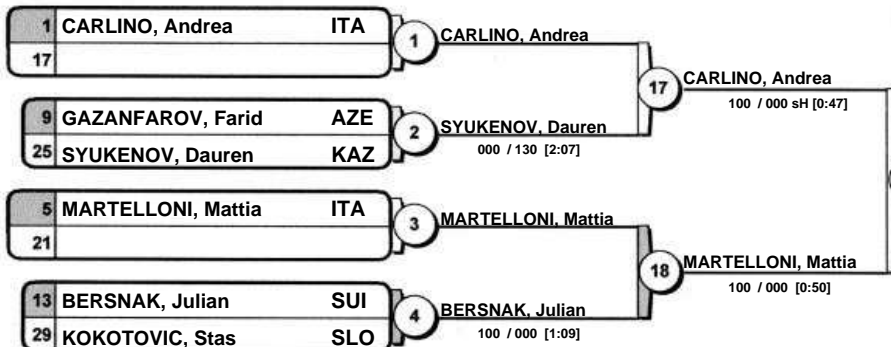 1 CARLINO, Andrea ITA
17
1 CARLINO, Andrea
9 GAZANFAROV, Farid AZE
25 SYUKENOV, Dauren KAZ
2 SYUKENOV, Dauren
000 / 130 [2:07]
17 CARLINO, Andrea
100 / 000 sH [0:47]
5 MARTELLONI, Mattia ITA
21
3 MARTELLONI, Mattia
13 BERSNAK, Julian SUI
29 KOKOTOVIC, Stas SLO
4 BERSNAK, Julian
100 / 000 [1:09]
18 MARTELLONI, Mattia
100 / 000 [0:50]